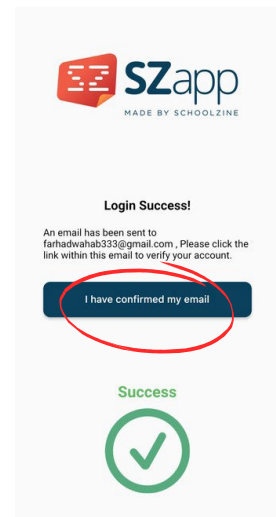 SZapp
MADE BY SCHOOLZINE
Login Success!
An email has been sent to
farhadwahab333@gmail.com , Please click the
link within this email to verify your account.
I have confirmed my email
Success